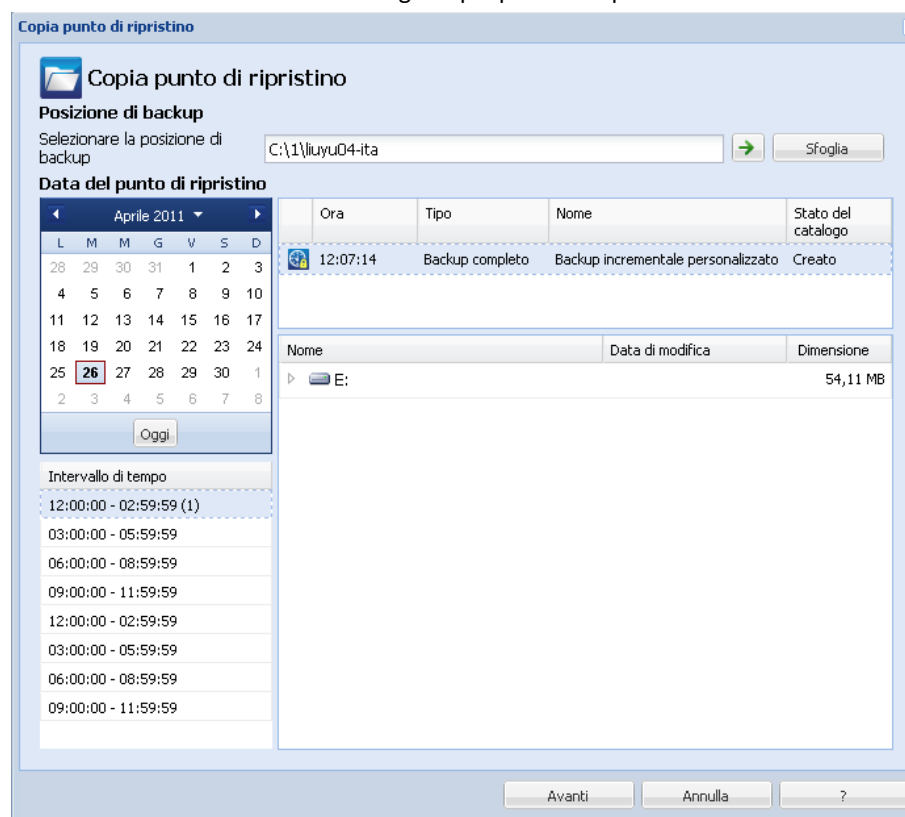 Copia punto di ripristino
Copia punto di ripristino
Posizione di backup
Selezionare la posizione di
backup
C:\1\liuyu04-ita
Sfoglia
Data del punto di ripristino
Aprile 2011
L M M G V S D
28 29 30 31 1 2 3
4 5 6 7 8 9 10
11 12 13 14 15 16 17
18 19 20 21 22 23 24
25 26 27 28 29 30 1
2 3 4 5 6 7 8
Oggi
Intervallo di tempo
12:00:00 - 02:59:59 (1)
03:00:00 - 05:59:59
06:00:00 - 08:59:59
09:00:00 - 11:59:59
12:00:00 - 02:59:59
03:00:00 - 05:59:59
06:00:00 - 08:59:59
09:00:00 - 11:59:59
Ora Tipo Nome Stato del
catalogo
12:07:14 Backup completo Backup incrementale personalizzato Creato
Nome Data di modifica Dimensione
E: 54,11 MB
Avanti Annulla ?